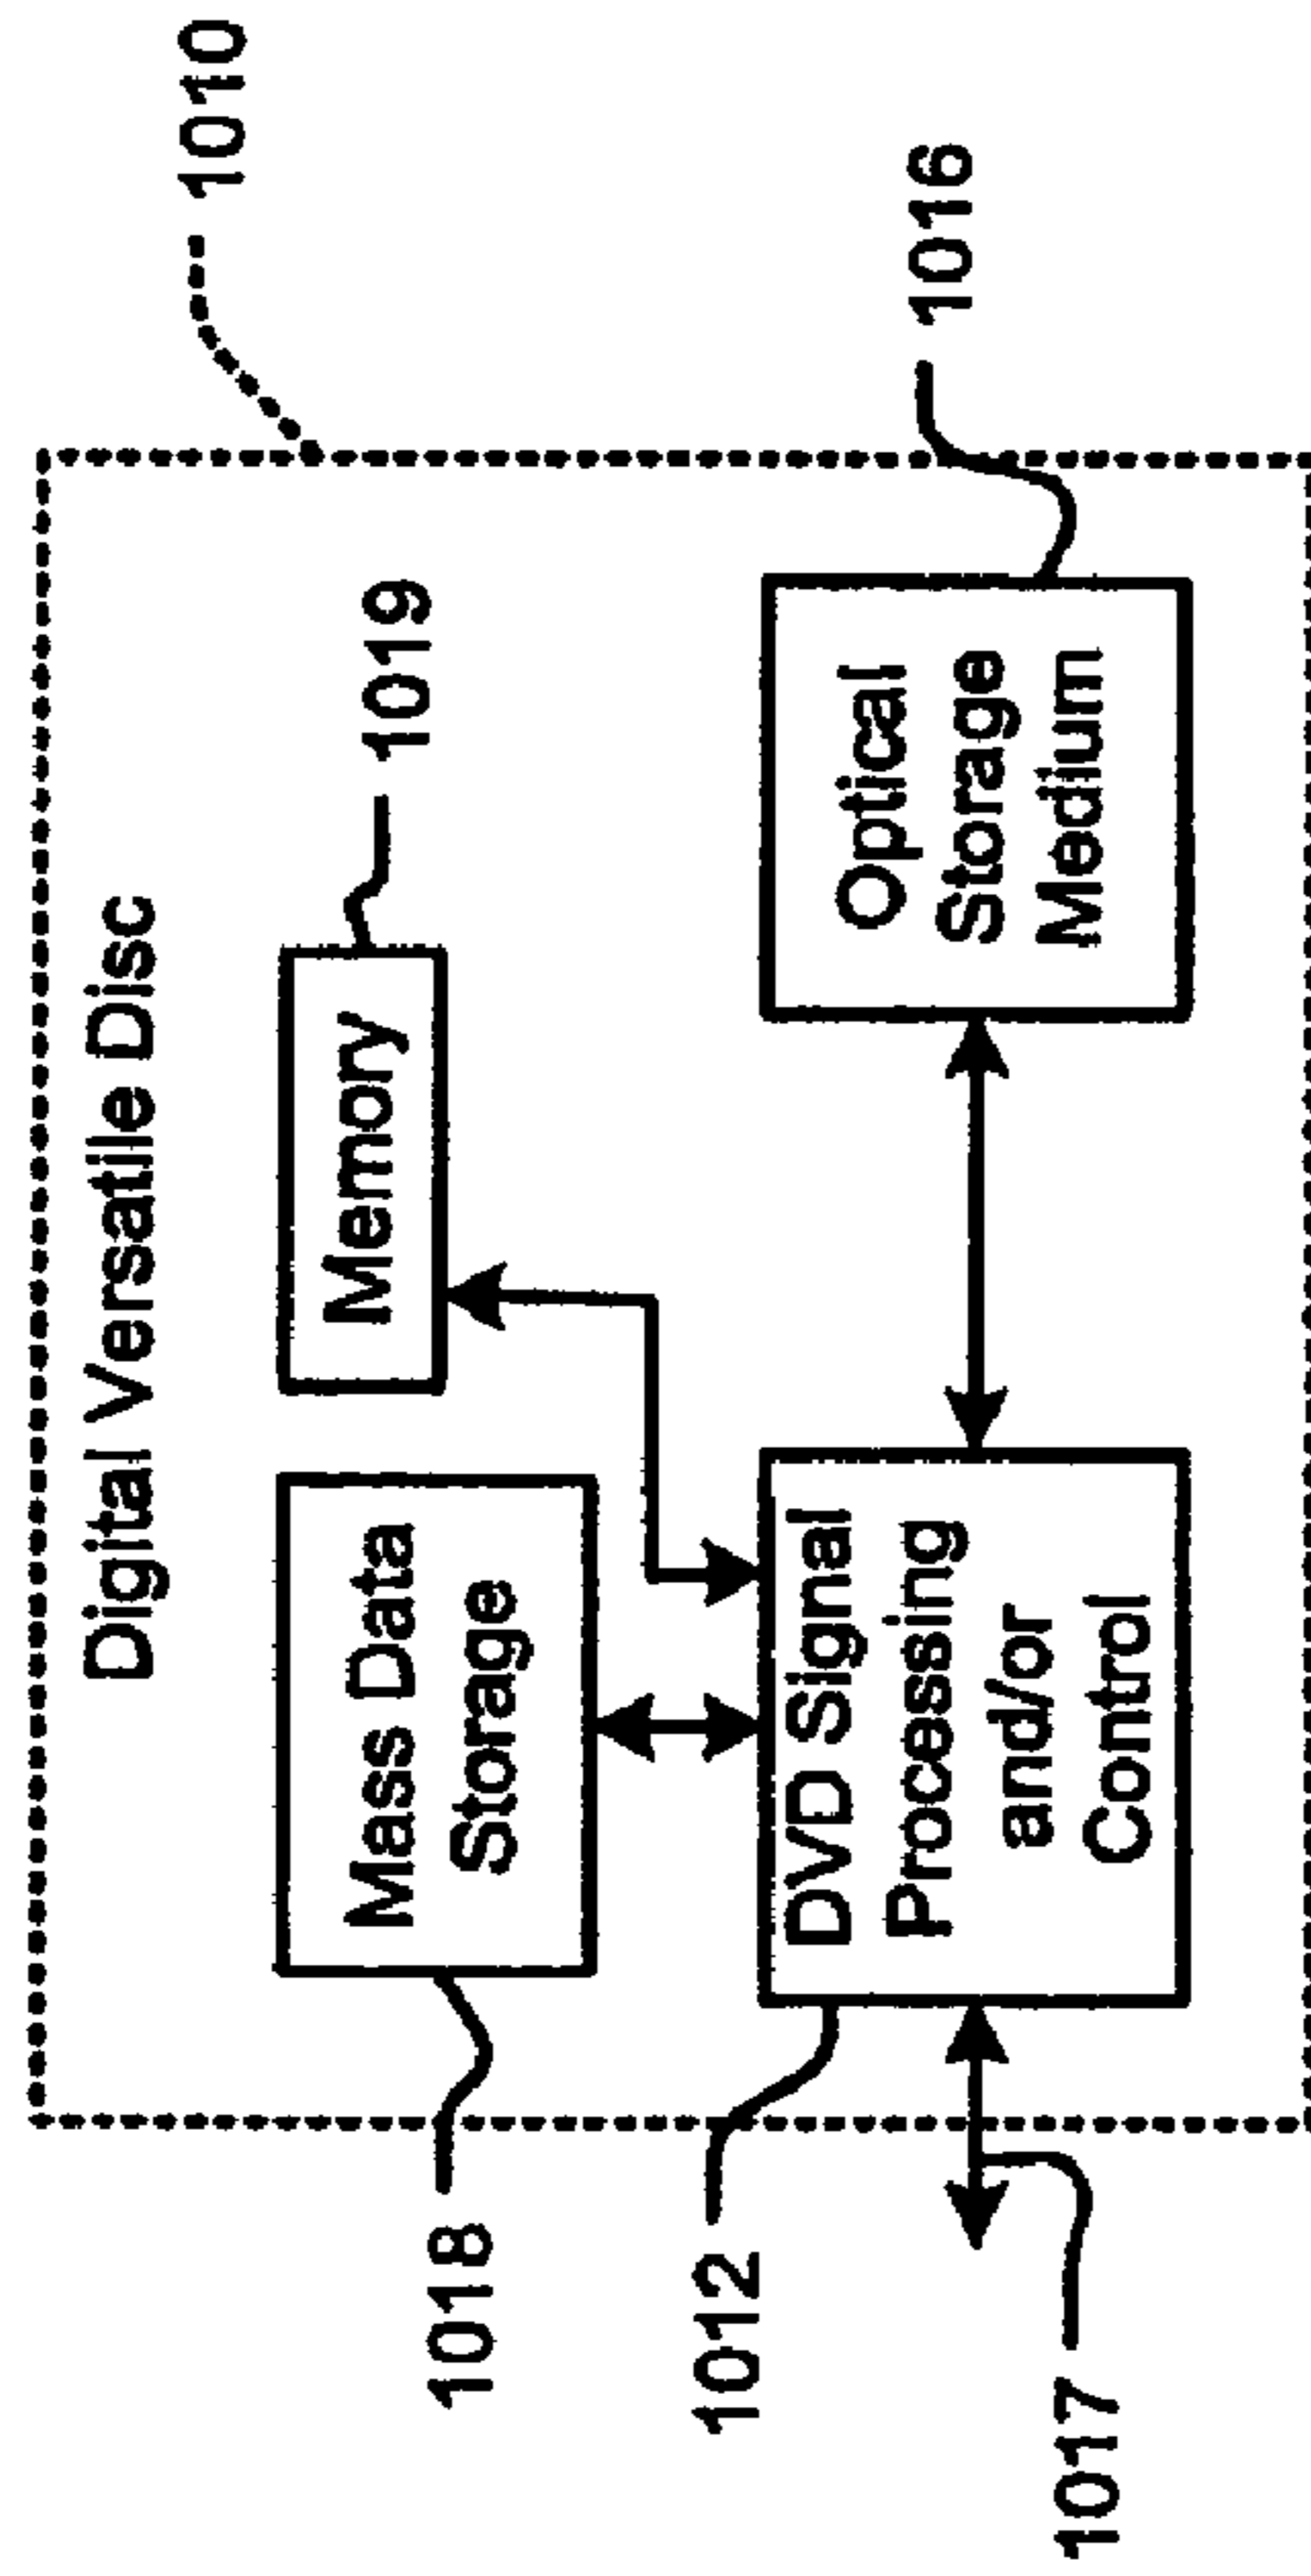 1010
Digital Versatile Disc
1018
Mass Data
Storage
Memory
1019
1012
DVD Signal
Processing
and/or
Control
Optical
Storage
Medium
1016
1017